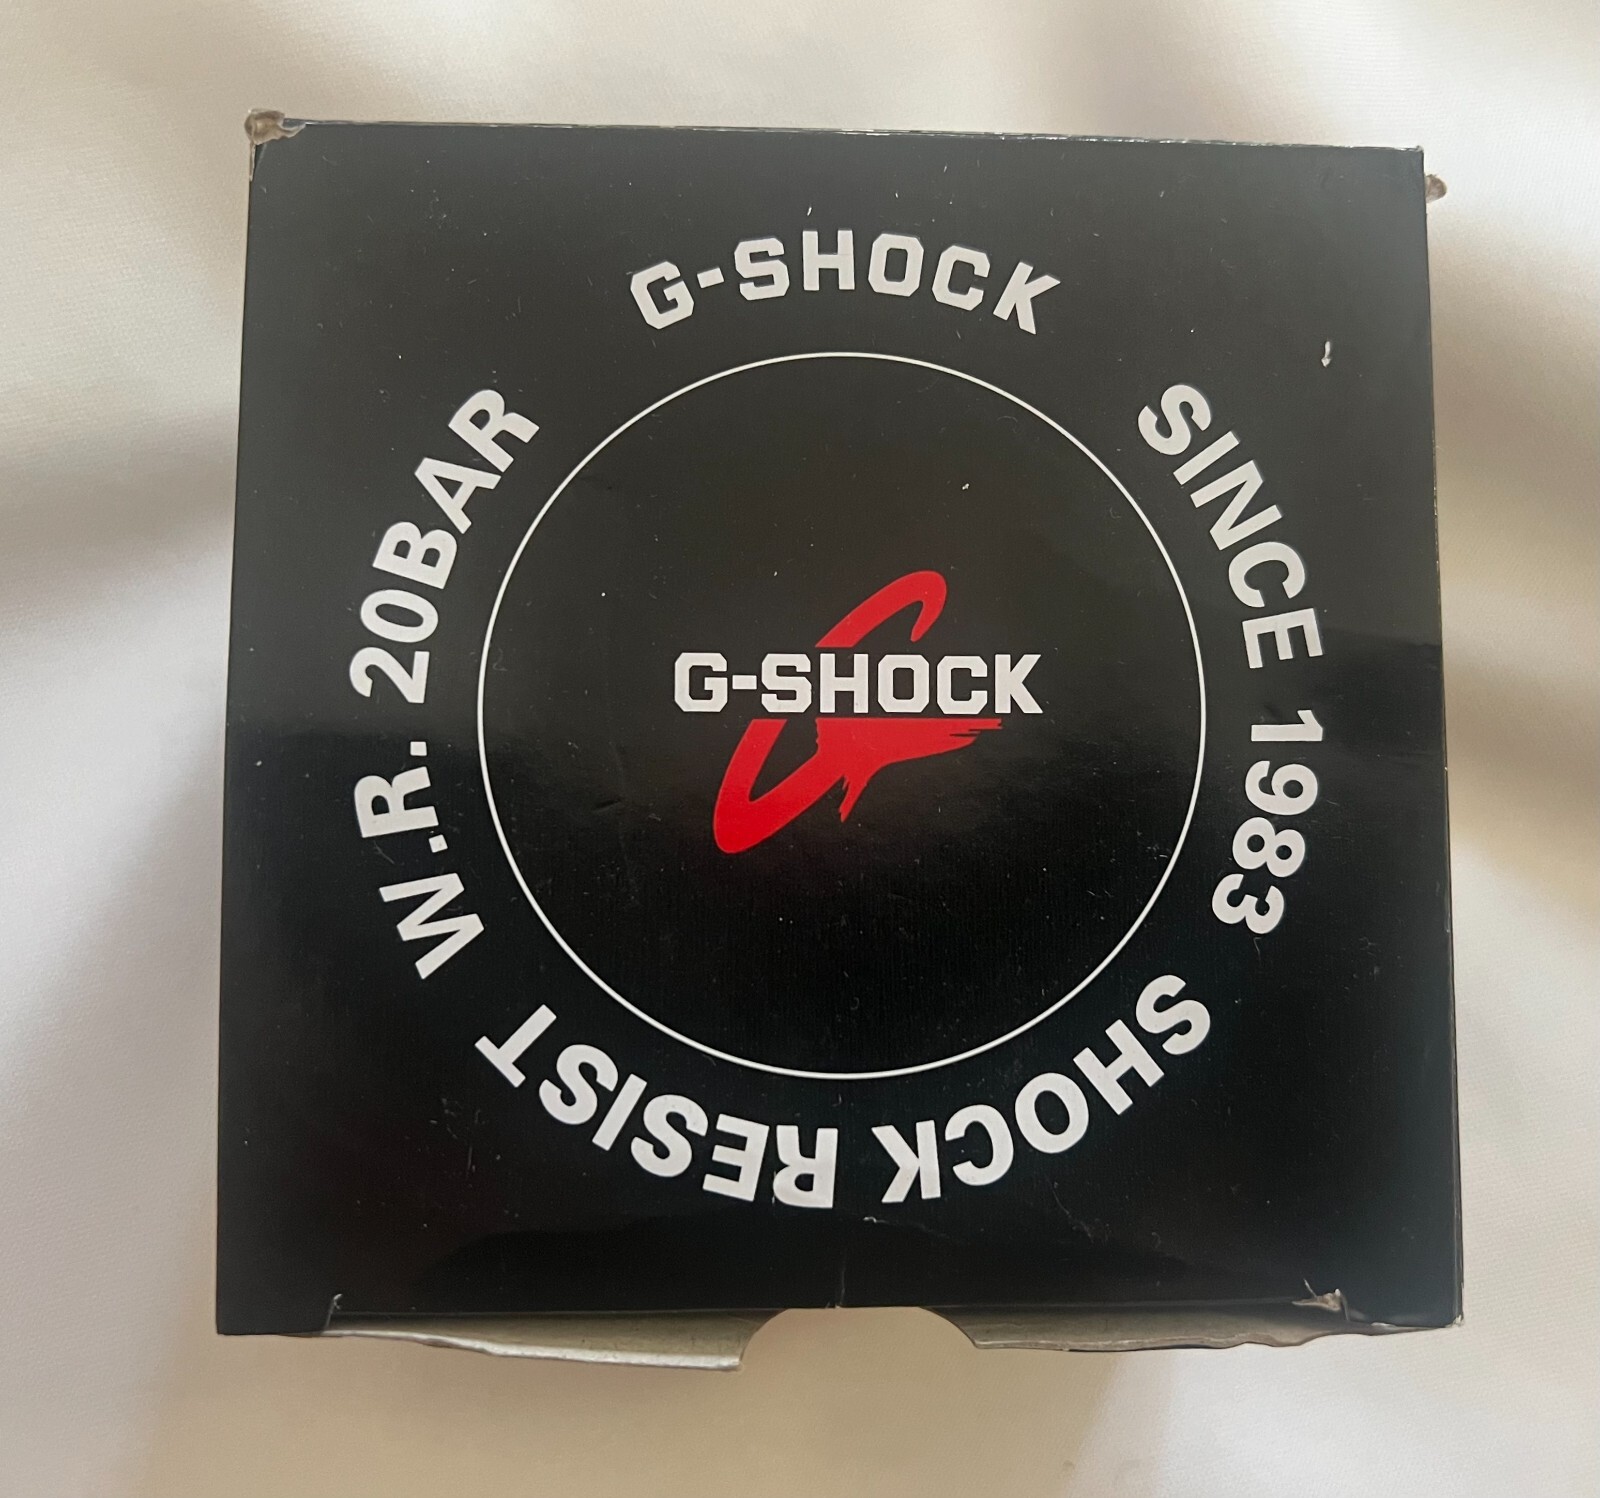 G-SHOCK
SINCE 1983
SHOCK RESIST
W.R. 20BAR
G-SHOCK